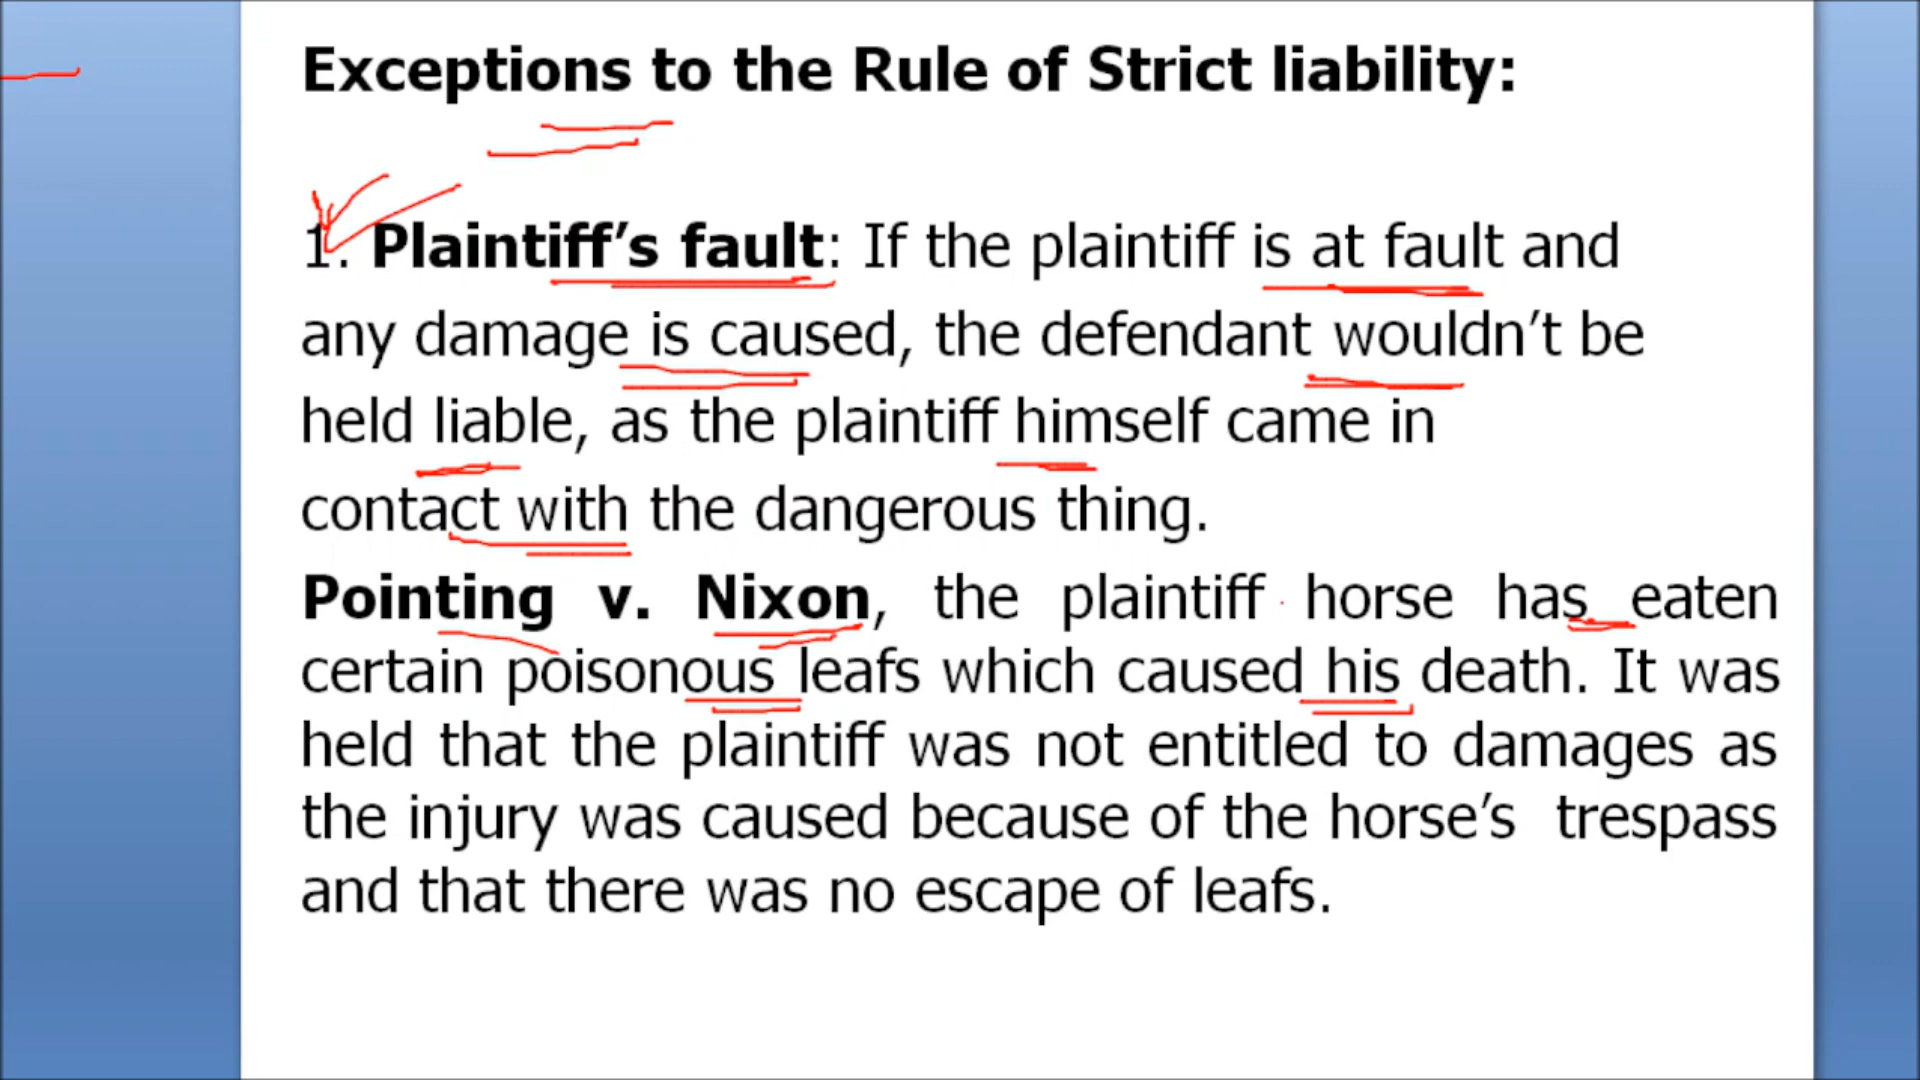 Exceptions to the Rule of Strict liability:
1. Plaintiff’s fault: If the plaintiff is at fault and
any damage is caused, the defendant wouldn’t be
held liable, as the plaintiff himself came in
contact with the dangerous thing.
Pointing v. Nixon, the plaintiff horse has eaten
certain poisonous leafs which caused his death. It was
held that the plaintiff was not entitled to damages as
the injury was caused because of the horse’s trespass
and that there was no escape of leafs.